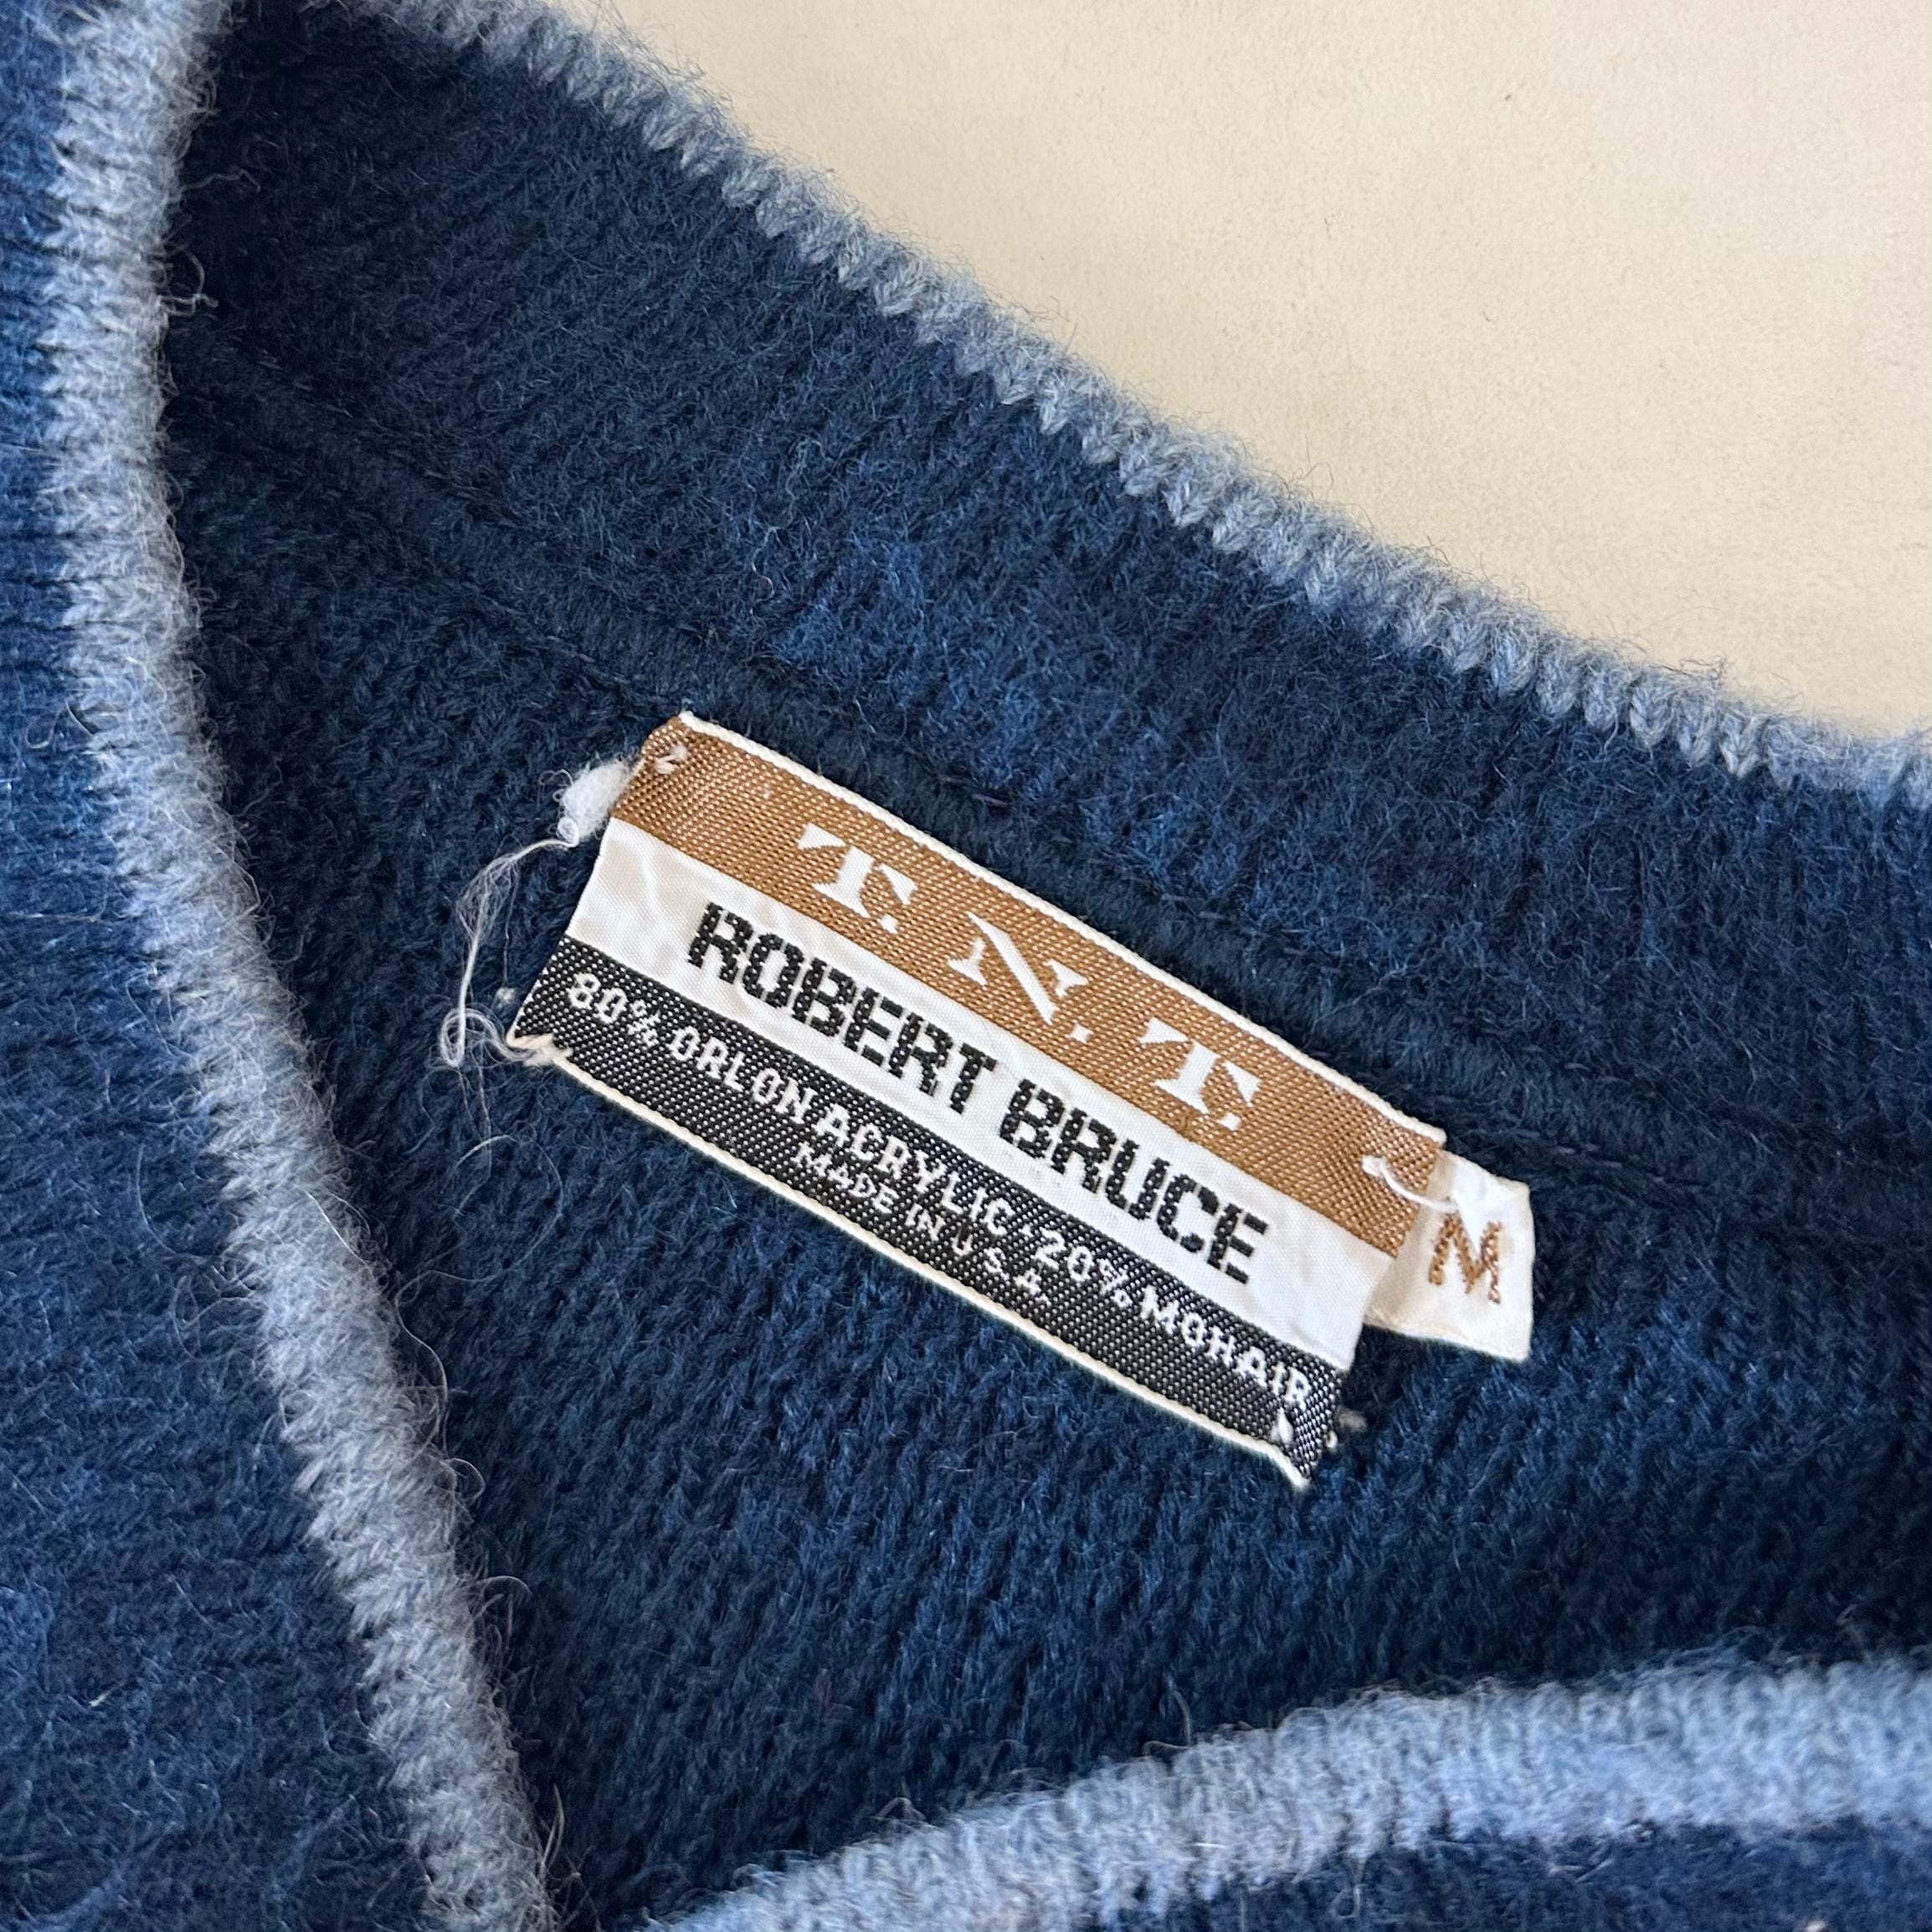 T. N. T.
ROBERT BRUCE
80% ORLON ACRYLIC - 20% MOHAIR
MADE IN U S A
M